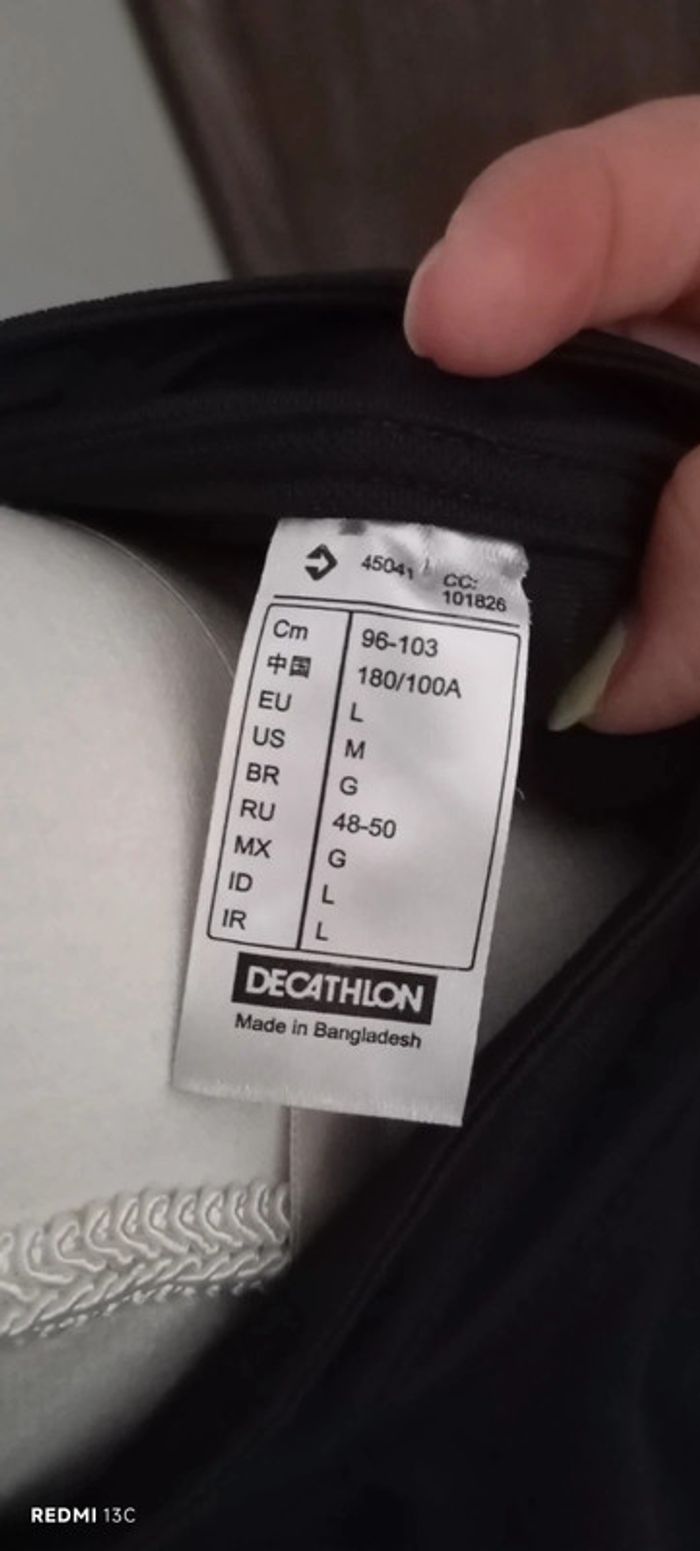 45041 CC:
101826
Cm 96-103
中国 180/100A
EU L
US M
BR G
RU 48-50
MX G
ID L
IR L
DECATHLON
Made in Bangladesh
REDMI 13C